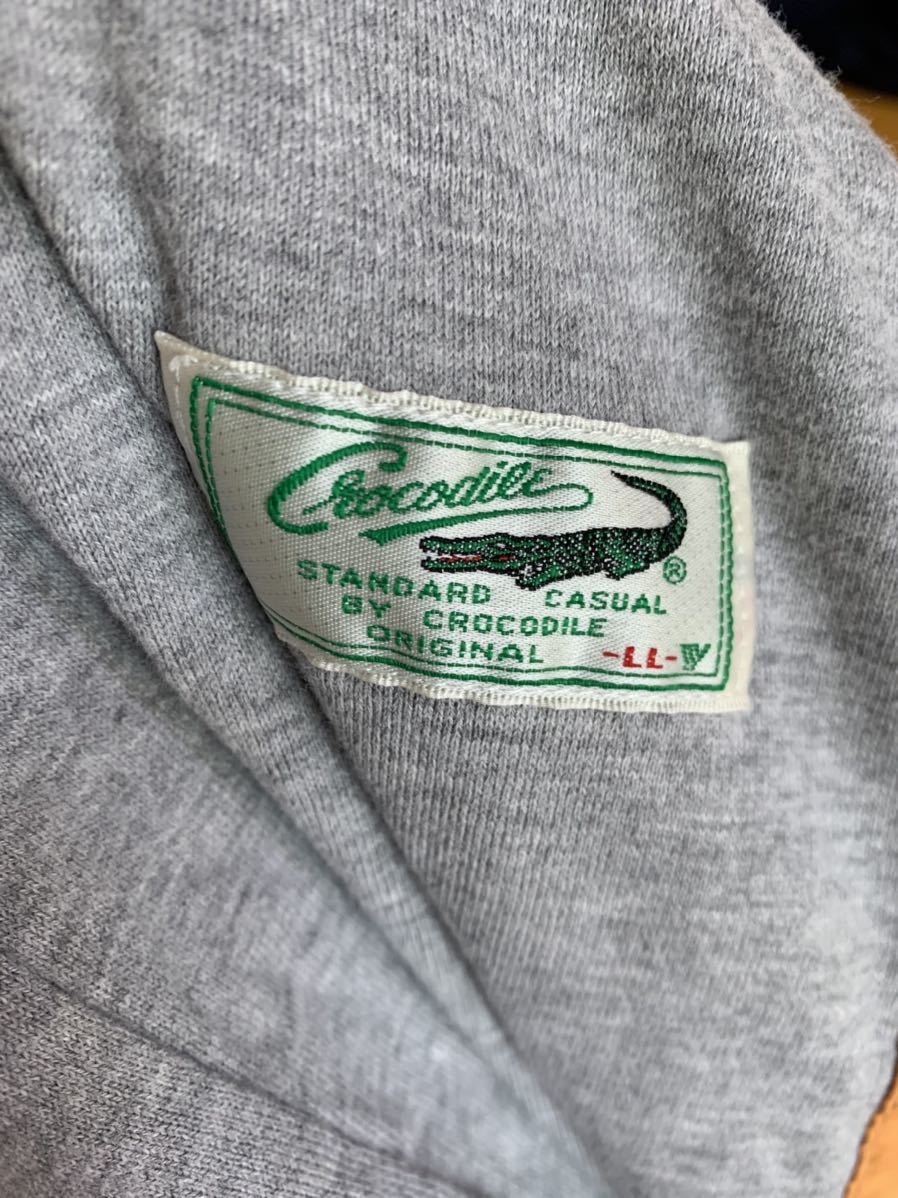 Crocodile
®
STANDARD CASUAL
BY CROCODILE
ORIGINAL -LL-